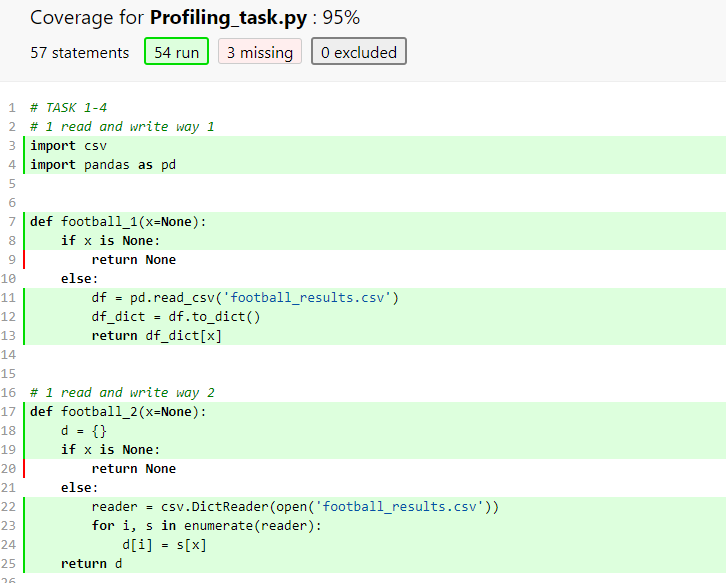 Coverage for Profiling_task.py : 95%
57 statements 54 run 3 missing 0 excluded
1 # TASK 1-4
2 # 1 read and write way 1
3 import csv
4 import pandas as pd
5
6
7 def football_1(x=None):
8     if x is None:
9         return None
10     else:
11         df = pd.read_csv('football_results.csv')
12         df_dict = df.to_dict()
13         return df_dict[x]
14
15
16 # 1 read and write way 2
17 def football_2(x=None):
18     d = {}
19     if x is None:
20         return None
21     else:
22         reader = csv.DictReader(open('football_results.csv'))
23         for i, s in enumerate(reader):
24             d[i] = s[x]
25     return d
26